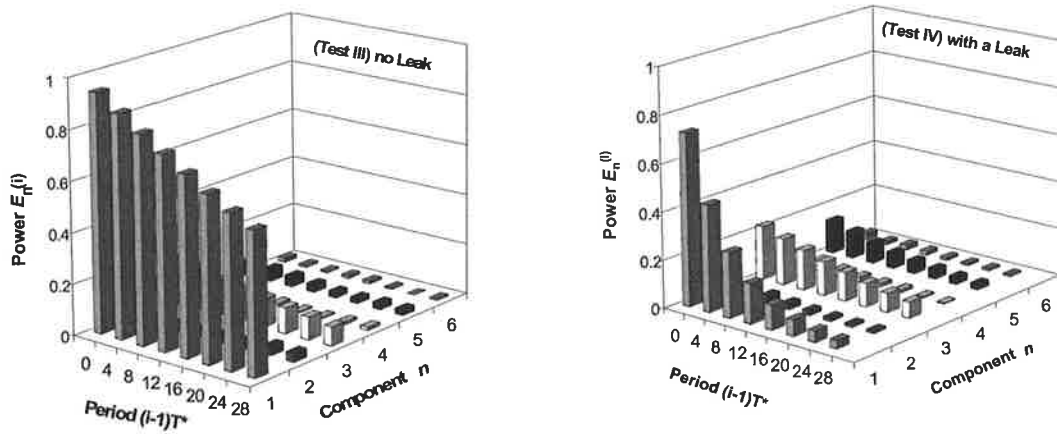 (Test III) no Leak
1
0.8
0.6
0.4
0.2
0
Power En(i)
0 4 8 12 16 20 24 28
Period (i-1)T*
1 2 3 4 5 6
Component n
(Test IV) with a Leak
1
0.8
0.6
0.4
0.2
0
Power En(i)
0 4 8 12 16 20 24 28
Period (i-1)T*
1 2 3 4 5 6
Component n